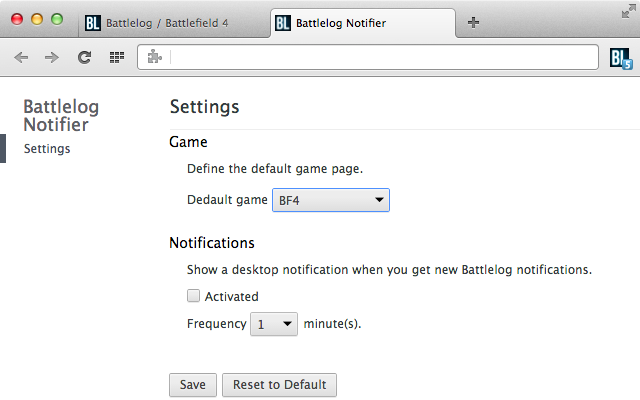 BL Battlelog / Battlefield 4
BL Battlelog Notifier
BL 5
Battlelog
Notifier
Settings
Settings
Game
Define the default game page.
Dedault game BF4
Notifications
Show a desktop notification when you get new Battlelog notifications.
Activated
Frequency 1 minute(s).
Save Reset to Default